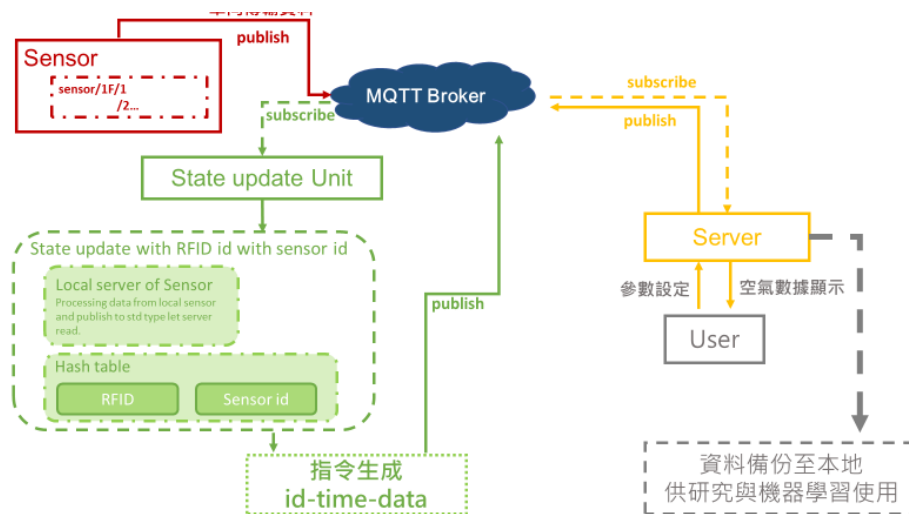 publish
Sensor
sensor/1F/1
/2...
MQTT Broker
subscribe
subscribe
publish
State update Unit
State update with RFID id with sensor id
Local server of Sensor
Processing data from local sensor
and publish to std type let server
read.
Hash table
RFID
Sensor id
publish
指令生成
id-time-data
Server
參數設定
空氣數據顯示
User
資料備份至本地
供研究與機器學習使用